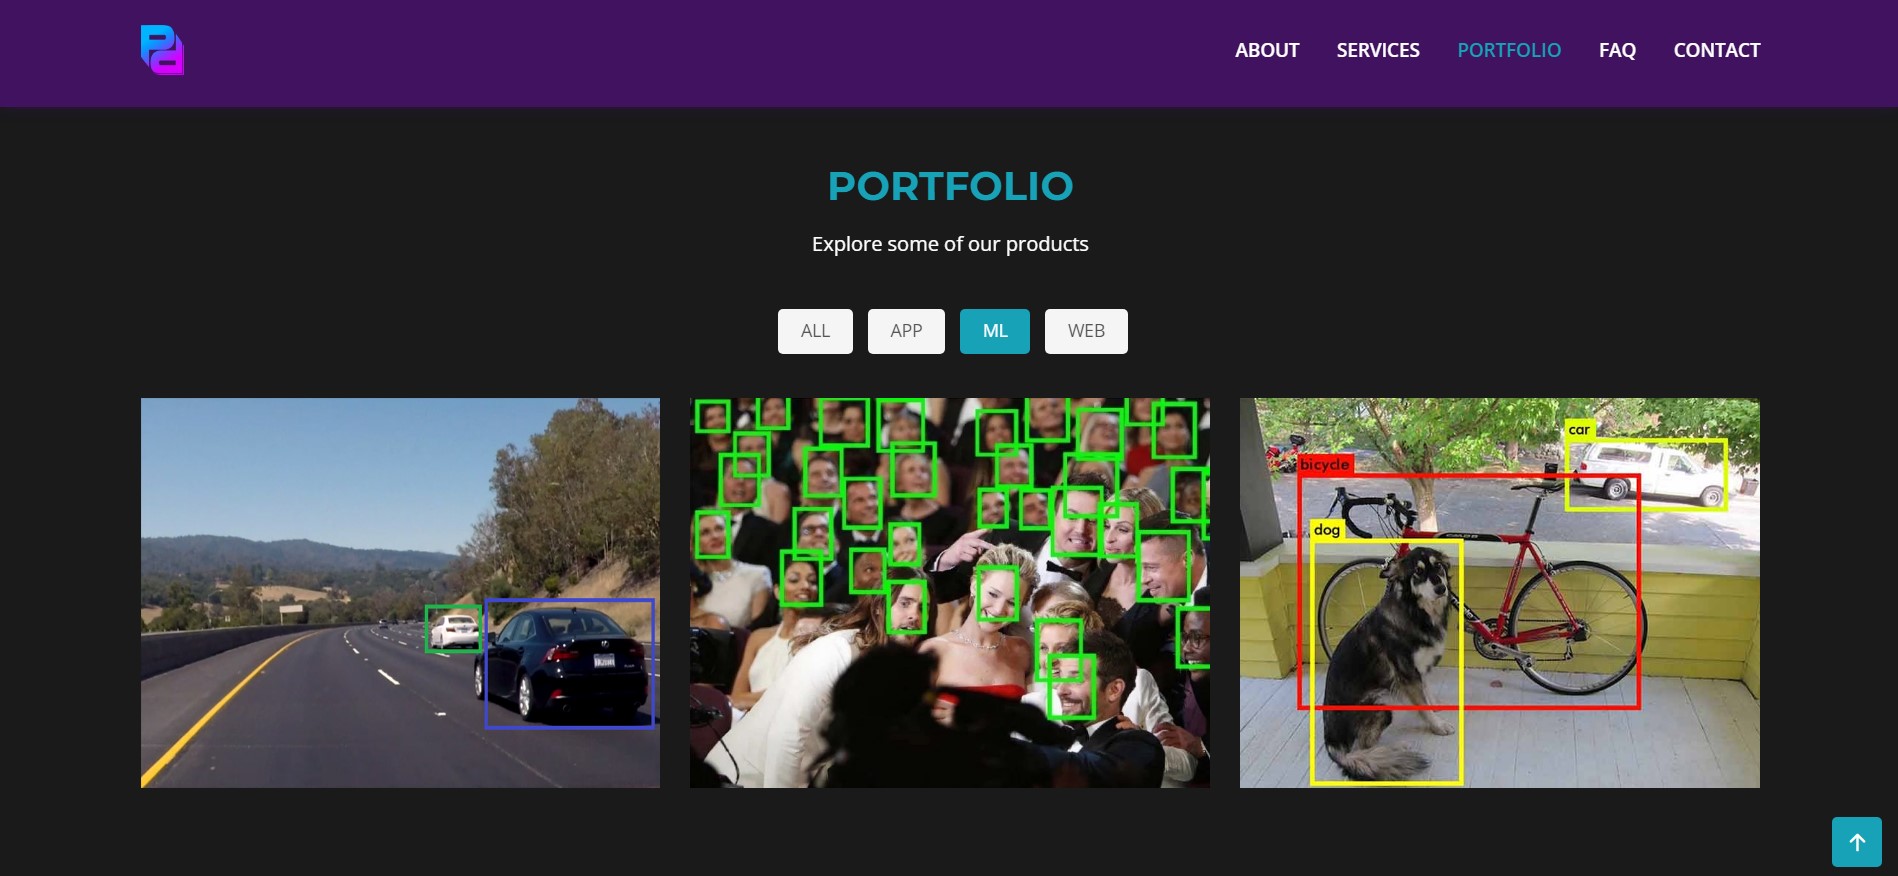 ABOUT SERVICES PORTFOLIO FAQ CONTACT
PORTFOLIO
Explore some of our products
ALL APP ML WEB
car
bicycle
dog